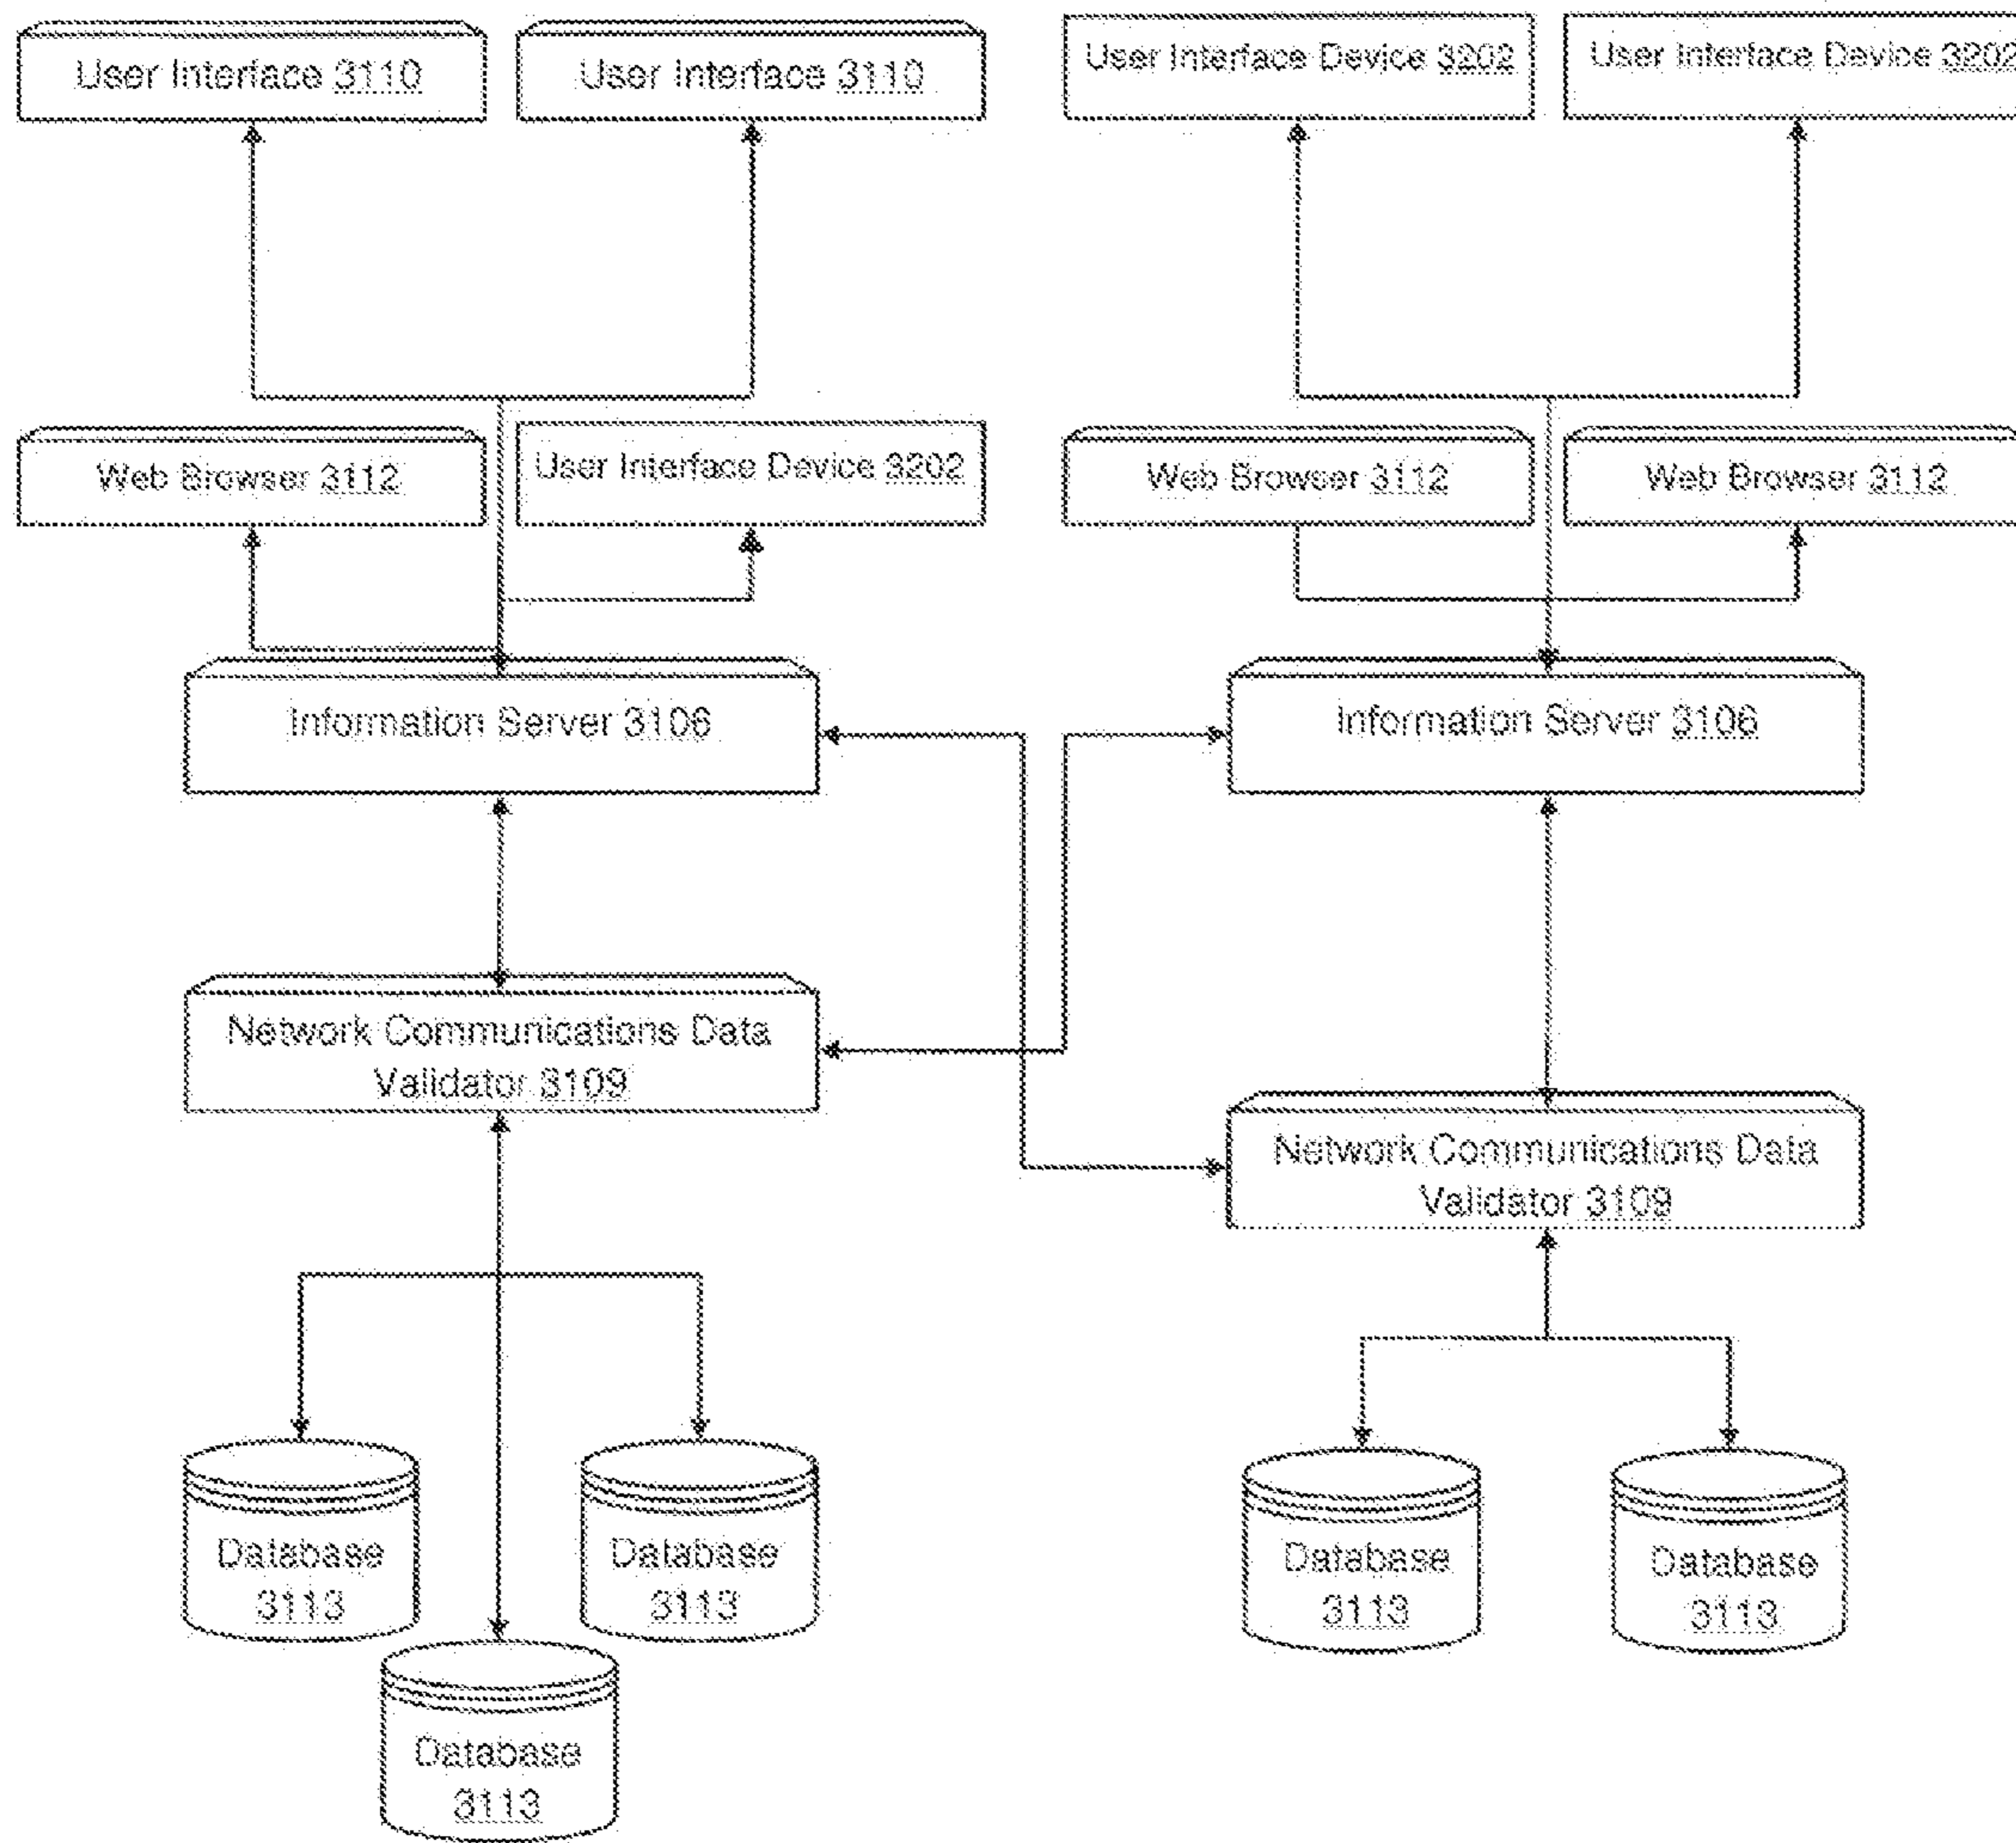 User Interface 3110
User Interface 3110
User Interface Device 3202
User Interface Device 3202
Web Browser 3112
User Interface Device 3202
Web Browser 3112
Web Browser 3112
Information Server 3106
Information Server 3106
Network Communications Data
Validator 3109
Network Communications Data
Validator 3109
Database
3113
Database
3113
Database
3113
Database
3113
Database
3113